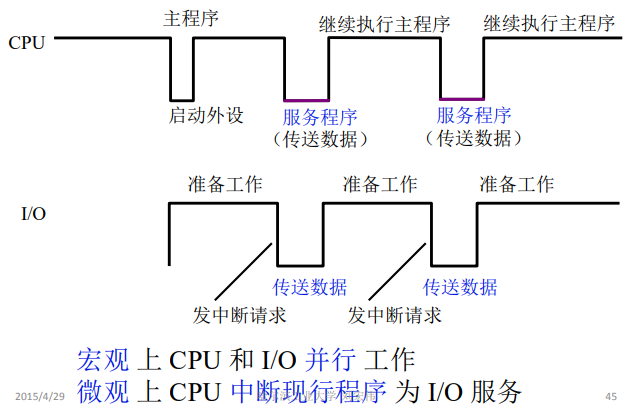 主程序
继续执行主程序
继续执行主程序
CPU
启动外设
服务程序
（传送数据）
服务程序
（传送数据）
准备工作
准备工作
准备工作
I/O
传送数据
传送数据
发中断请求
发中断请求
宏观 上 CPU 和 I/O 并行 工作
微观 上 CPU 中断现行程序 为 I/O 服务
2015/4/29
45